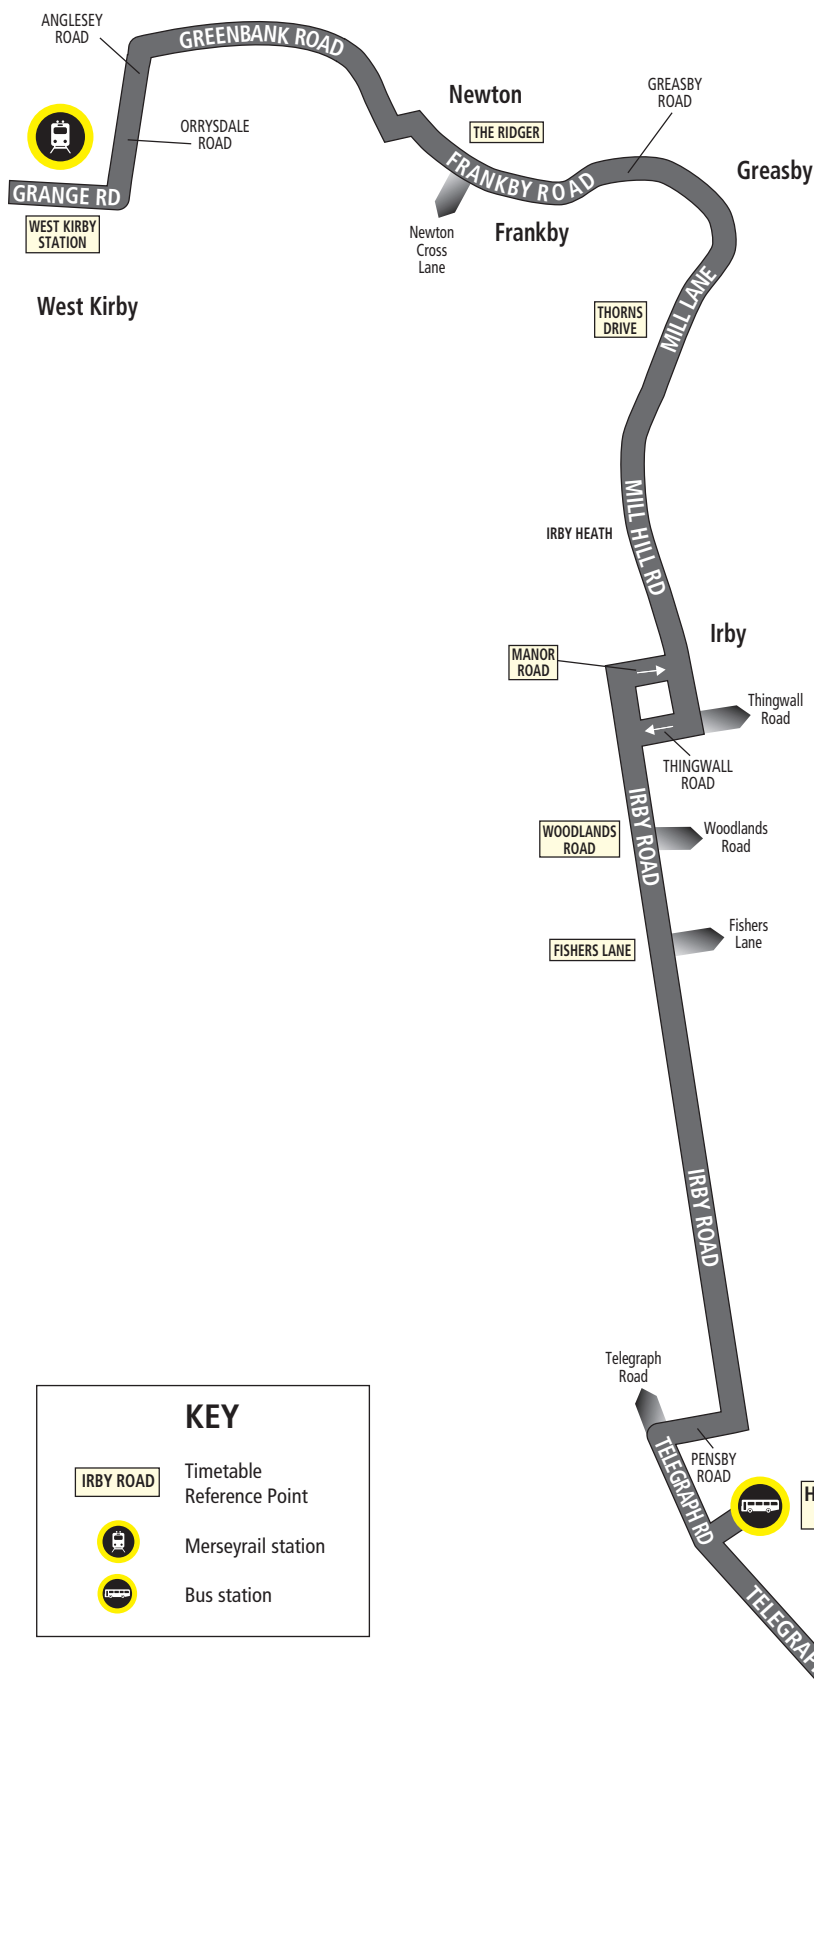 ANGLESEY
ROAD
GREENBANK ROAD
Newton
GREASBY
ROAD
ORRYSDALE
ROAD
THE RIDGER
Greasby
FRANKBY ROAD
GRANGE RD
WEST KIRBY
STATION
Newton
Cross
Lane
Frankby
West Kirby
THORNS
DRIVE
MILL LANE
MILL HILL RD
IRBY HEATH
Irby
MANOR
ROAD
Thingwall
Road
THINGWALL
ROAD
IRBY ROAD
WOODLANDS
ROAD
Woodlands
Road
Fishers
Lane
FISHERS LANE
IRBY ROAD
Telegraph
Road
PENSBY
ROAD
TELEGRAPH RD
H
TELEGRAP
KEY
IRBY ROAD
Timetable
Reference Point
Merseyrail station
Bus station